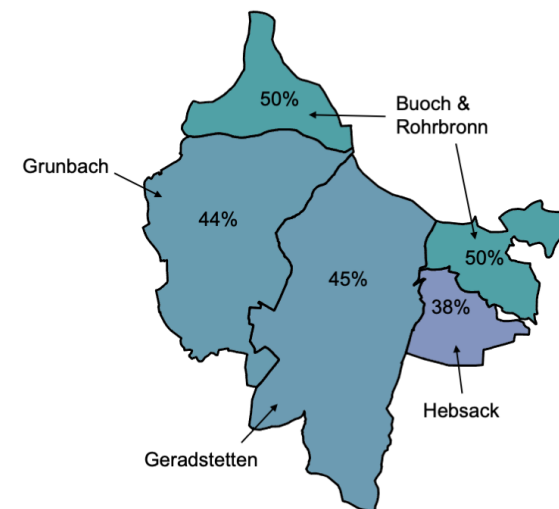 50%
Buoch &
Rohrbronn
Grunbach
44%
50%
45%
38%
Hebsack
Geradstetten